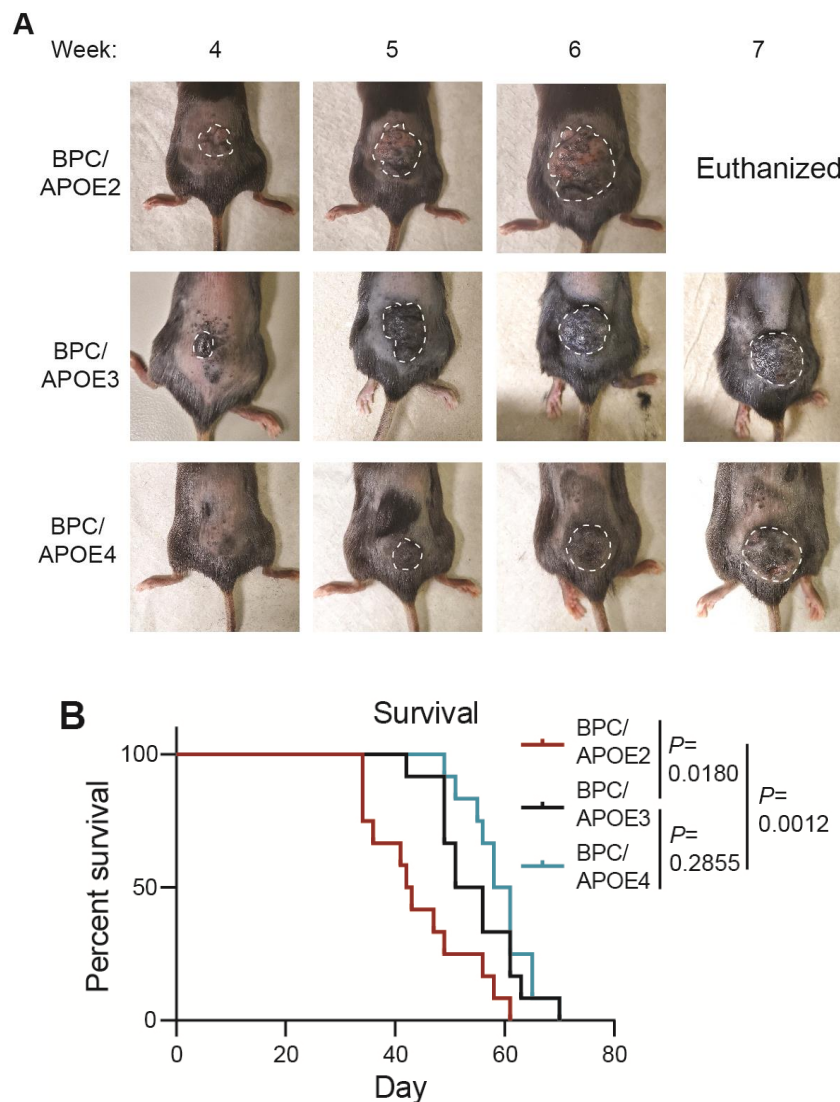 A
Week: 4 5 6 7
BPC/
APOE2
Euthanized
BPC/
APOE3
BPC/
APOE4
B
Survival
Percent survival
100
50
0
0 20 40 60 80
Day
BPC/
APOE2
BPC/
APOE3
BPC/
APOE4
P=
0.0180
P=
0.2855
P=
0.0012